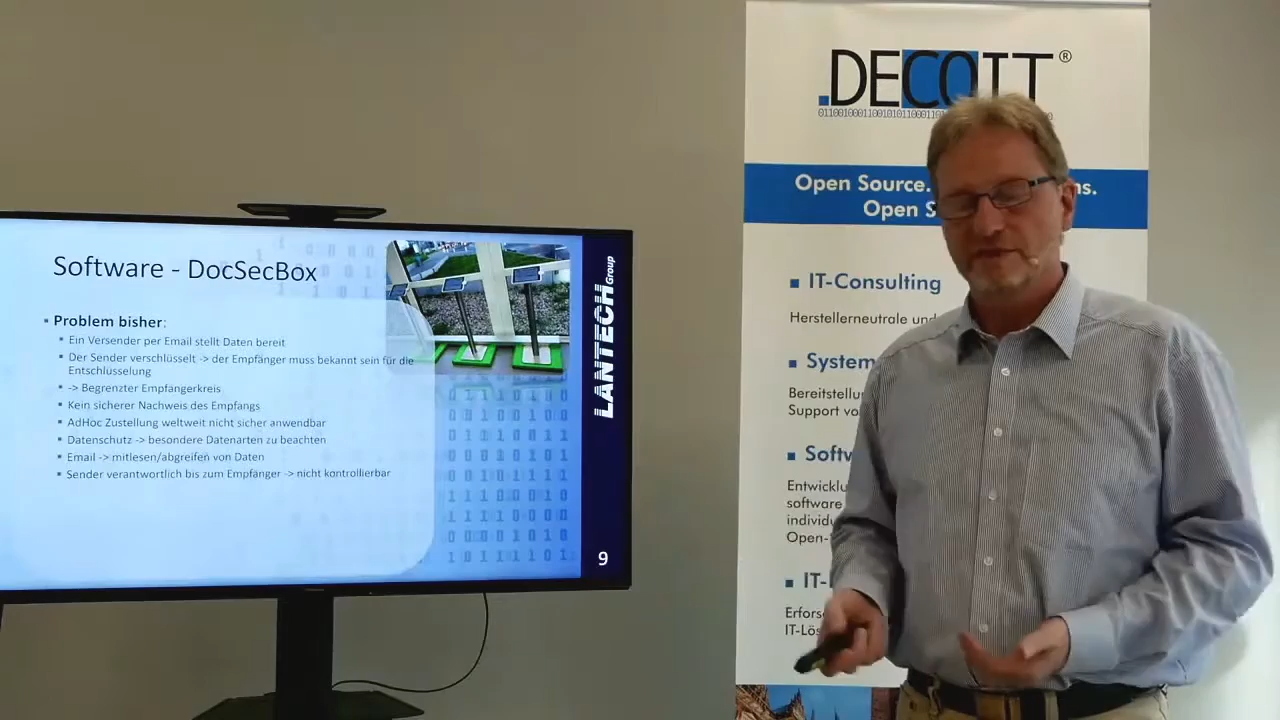 Software - DocSecBox
Problem bisher:
Ein Versender per Email stellt Daten bereit
Der Sender verschlüsselt -> der Empfänger muss bekannt sein für die
Entschlüsselung
-> Begrenzter Empfängerkreis
Kein sicherer Nachweis des Empfangs
AdHoc Zustellung weltweit nicht sicher anwendbar
Datenschutz -> besondere Datenarten zu beachten
Email -> mitlesen/abgreifen von Daten
Sender verantwortlich bis zum Empfänger -> nicht kontrollierbar
LANTECH Group
9
.DECOIT®
Open Source. ns.
Open S
IT-Consulting
Herstellerneutrale und
System
Bereitstellu
Support vo
Softw
Entwicklu
software
individu
Open-
IT-
Erfors
IT-Lös